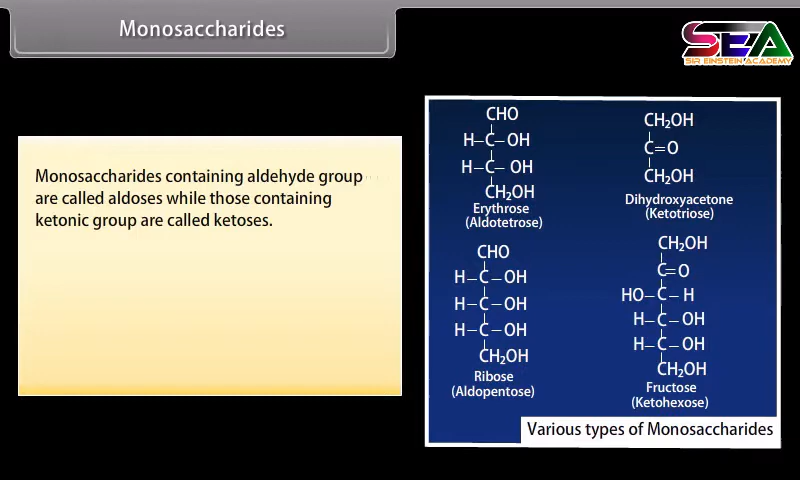 Monosaccharides
SEA
SIR EINSTEIN ACADEMY
Monosaccharides containing aldehyde group
are called aldoses while those containing
ketonic group are called ketoses.
CHO
H–C–OH
H–C–OH
CH₂OH
Erythrose
(Aldotetrose)
CH₂OH
C=O
CH₂OH
Dihydroxyacetone
(Ketotriose)
CHO
H–C–OH
H–C–OH
H–C–OH
CH₂OH
Ribose
(Aldopentose)
CH₂OH
C=O
HO–C–H
H–C–OH
H–C–OH
CH₂OH
Fructose
(Ketohexose)
Various types of Monosaccharides